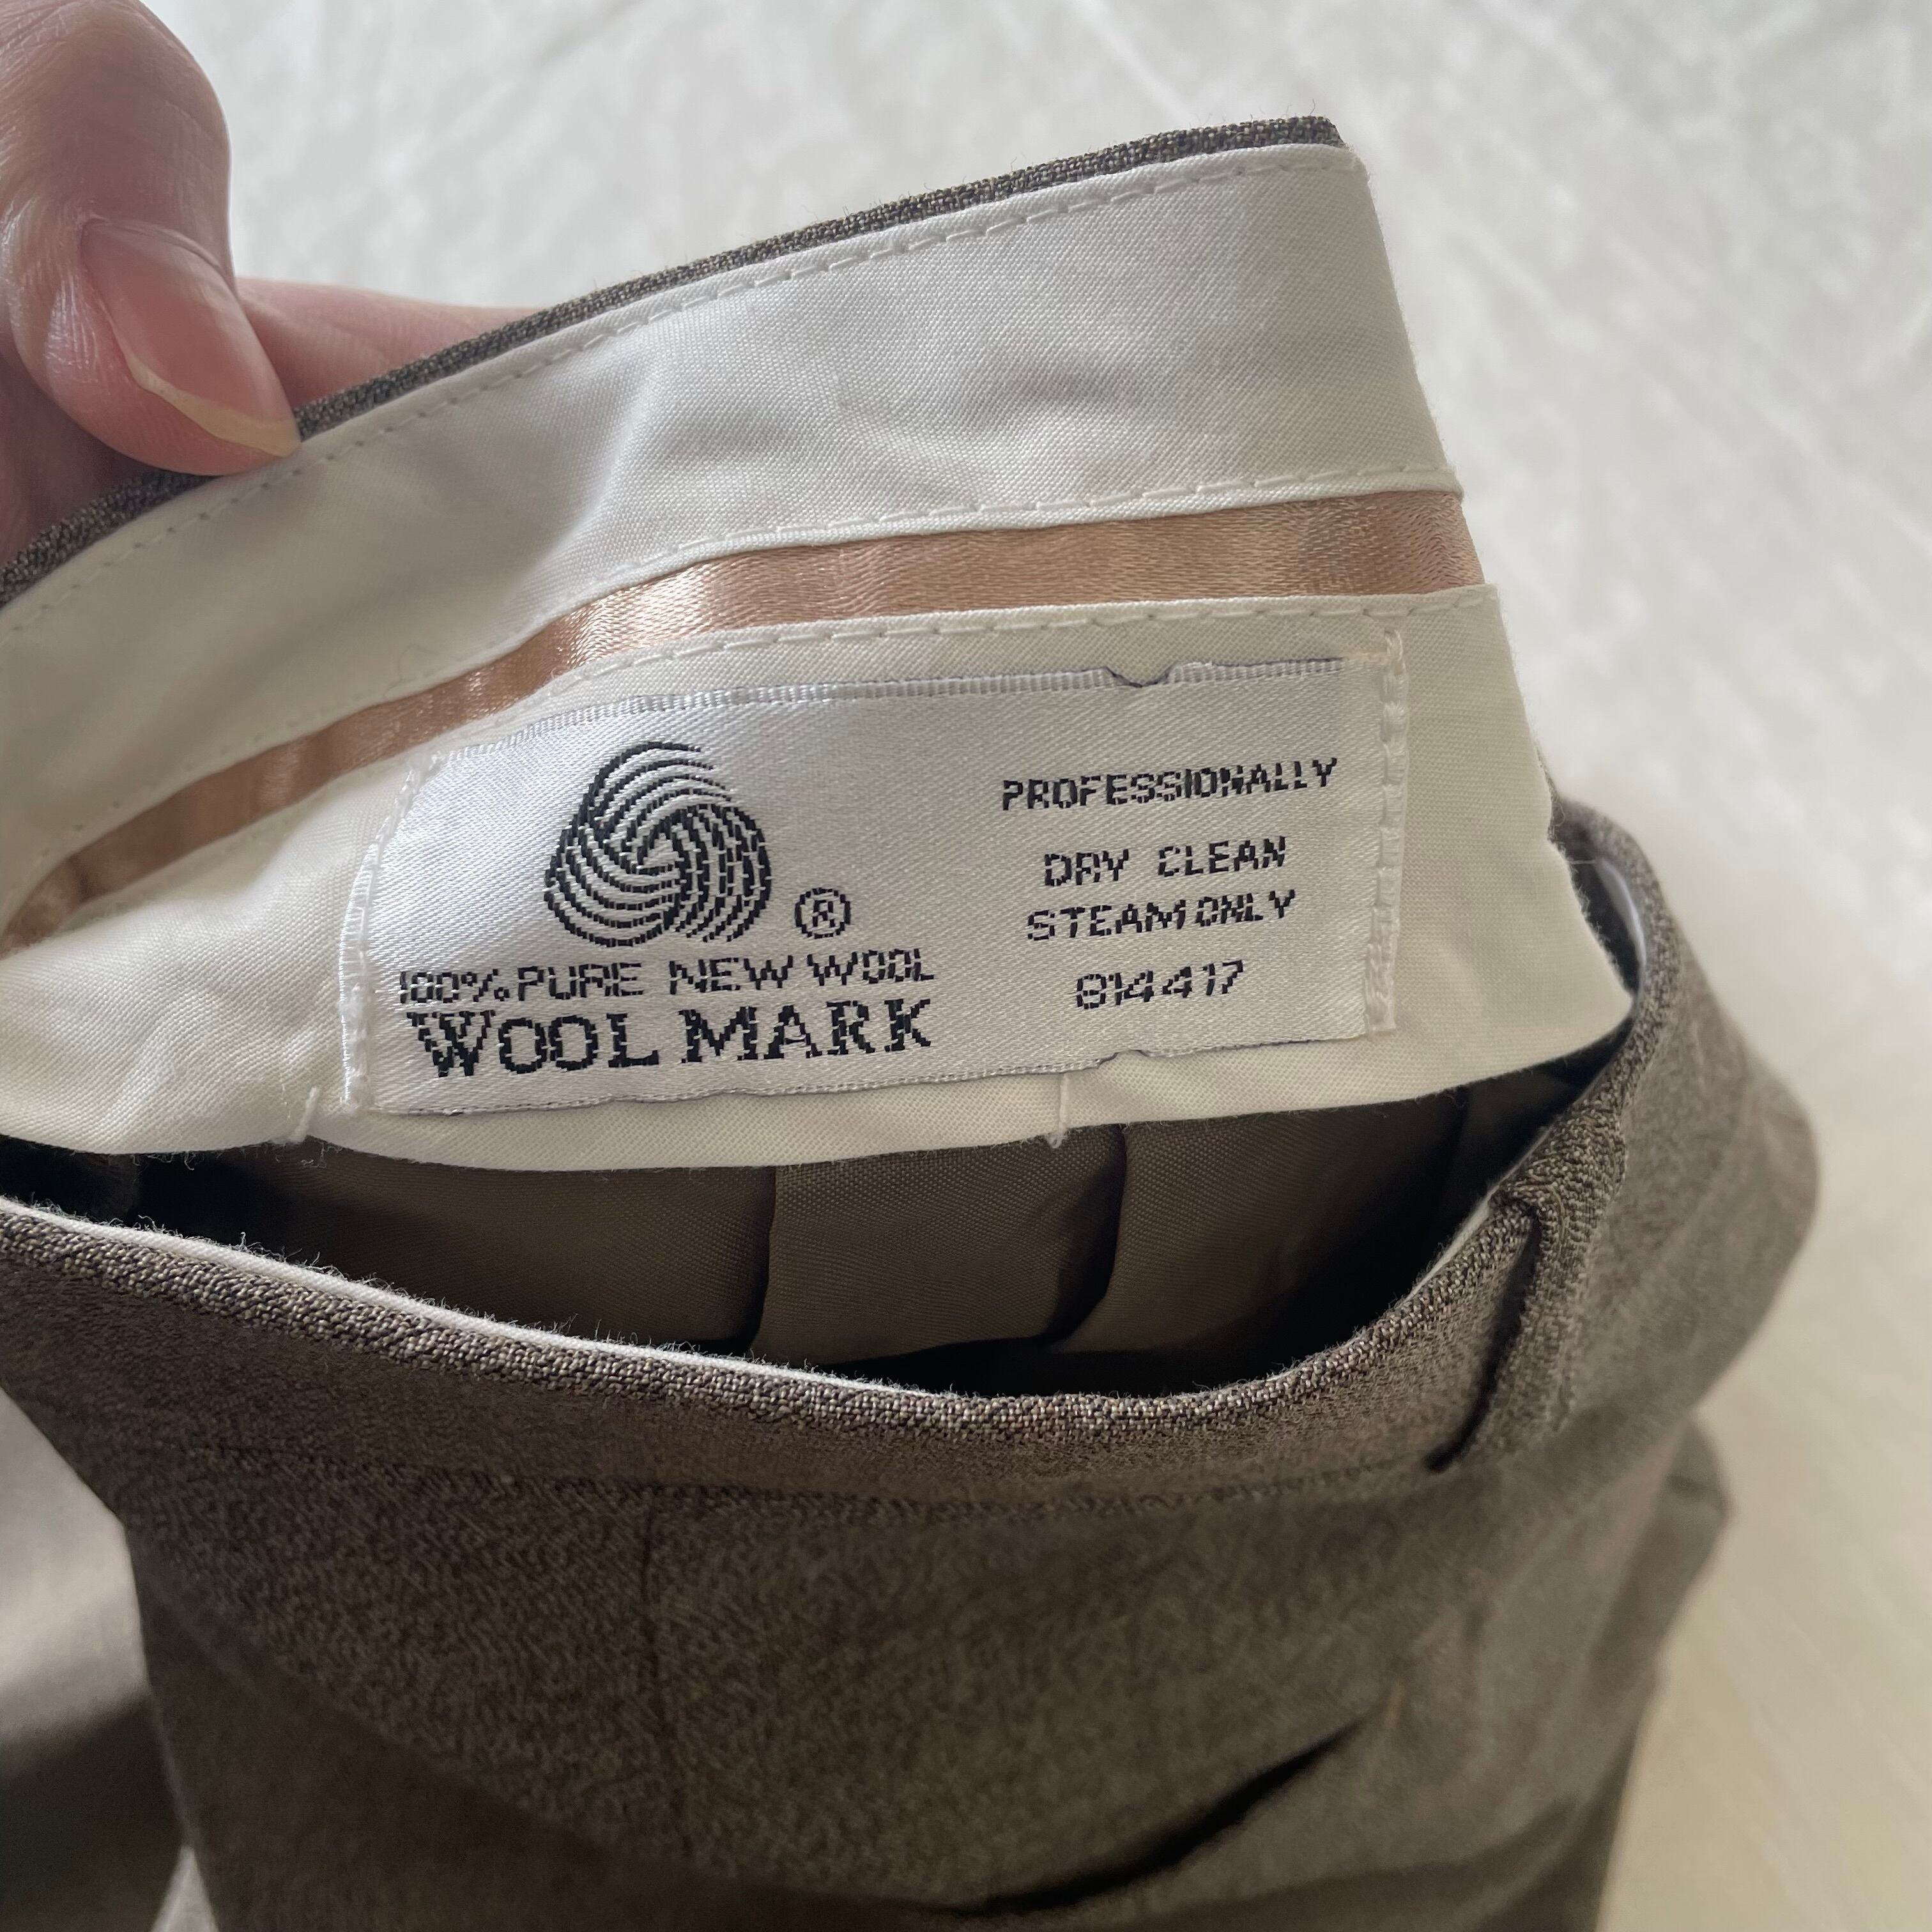 ®
100% PURE NEW WOOL
WOOL MARK
PROFESSIONALLY
DRY CLEAN
STEAM ONLY
814417